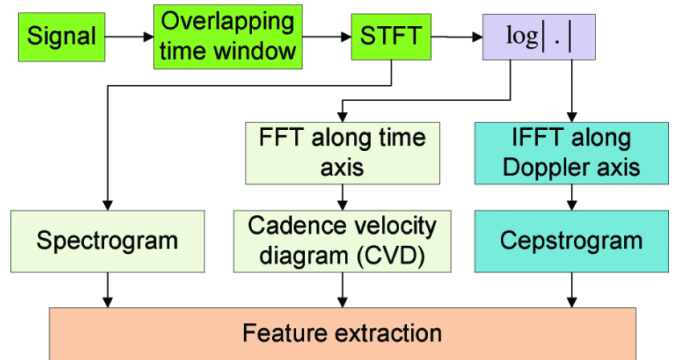 Signal
Overlapping
time window
STFT
log| . |
FFT along time
axis
IFFT along
Doppler axis
Spectrogram
Cadence velocity
diagram (CVD)
Cepstrogram
Feature extraction